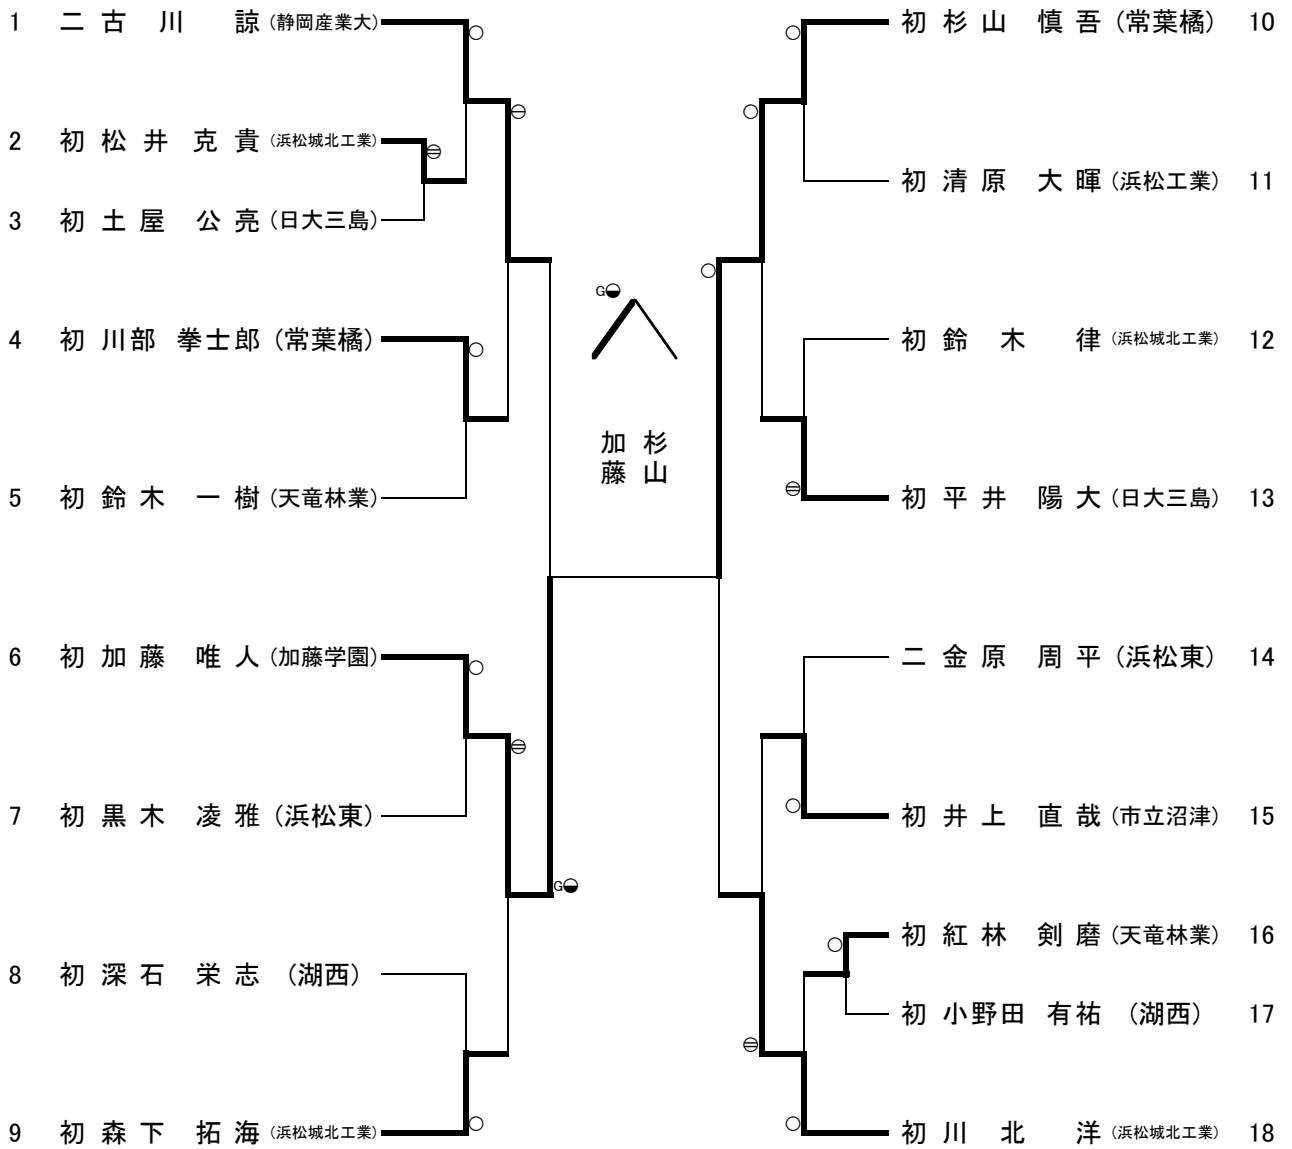 1 二 古川 諒 (静岡産業大)
2 初 松井 克貴 (浜松城北工業)
3 初 土屋 公亮 (日大三島)
4 初 川部 拳士郎 (常葉橘)
5 初 鈴木 一樹 (天竜林業)
6 初 加藤 唯人 (加藤学園)
7 初 黒木 凌雅 (浜松東)
8 初 深石 栄志 (湖西)
9 初 森下 拓海 (浜松城北工業)
G
加藤
杉山
G
初 杉山 慎吾 (常葉橘) 10
初 清原 大暉 (浜松工業) 11
初 鈴木 律 (浜松城北工業) 12
初 平井 陽大 (日大三島) 13
二 金原 周平 (浜松東) 14
初 井上 直哉 (市立沼津) 15
初 紅林 剣磨 (天竜林業) 16
初 小野田 有祐 (湖西) 17
初 川北 洋 (浜松城北工業) 18